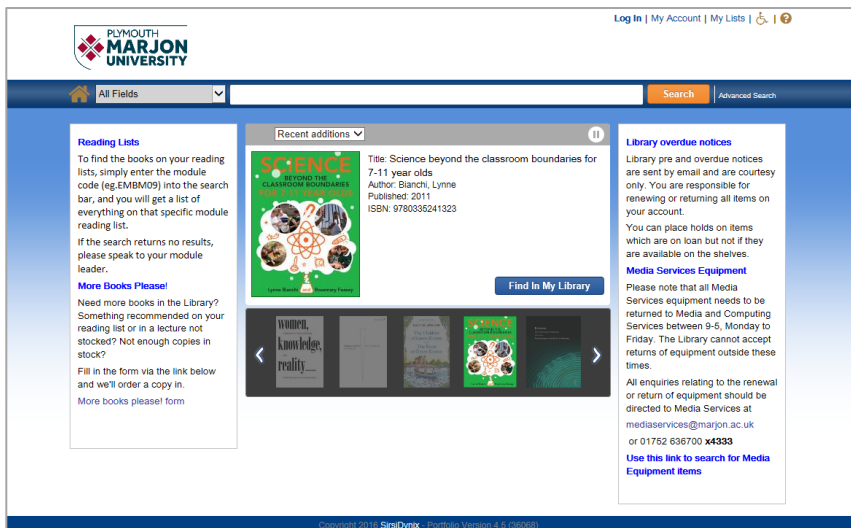 Log In | My Account | My Lists | |
PLYMOUTH
MARJON
UNIVERSITY
All Fields
Search
Advanced Search
Reading Lists
To find the books on your reading
lists, simply enter the module
code (eg.EMBM09) into the search
bar, and you will get a list of
everything on that specific module
reading list.
If the search returns no results,
please speak to your module
leader.
More Books Please!
Need more books in the Library?
Something recommended on your
reading list or in a lecture not
stocked? Not enough copies in
stock?
Fill in the form via the link below
and we'll order a copy in.
More books please! form
Recent additions
SCIENCE
BEYOND THE
CLASSROOM BOUNDARIES
FOR 7-11 YEAR OLDS
Lynne Bianchi and Rosemary Feasey
Title: Science beyond the classroom boundaries for
7-11 year olds
Author: Bianchi, Lynne
Published: 2011
ISBN: 9780335241323
Find In My Library
women,
knowledge,
reality
SCIENCE
Library overdue notices
Library pre and overdue notices
are sent by email and are courtesy
only. You are responsible for
renewing or returning all items on
your account.
You can place holds on items
which are on loan but not if they
are available on the shelves.
Media Services Equipment
Please note that all Media
Services equipment needs to be
returned to Media and Computing
Services between 9-5, Monday to
Friday. The Library cannot accept
returns of equipment outside these
times.
All enquiries relating to the renewal
or return of equipment should be
directed to Media Services at
mediaservices@marjon.ac.uk
or 01752 636700 x4333
Use this link to search for Media
Equipment items
Copyright 2016 SirsiDynix - Portfolio Version 4.5 (36068)